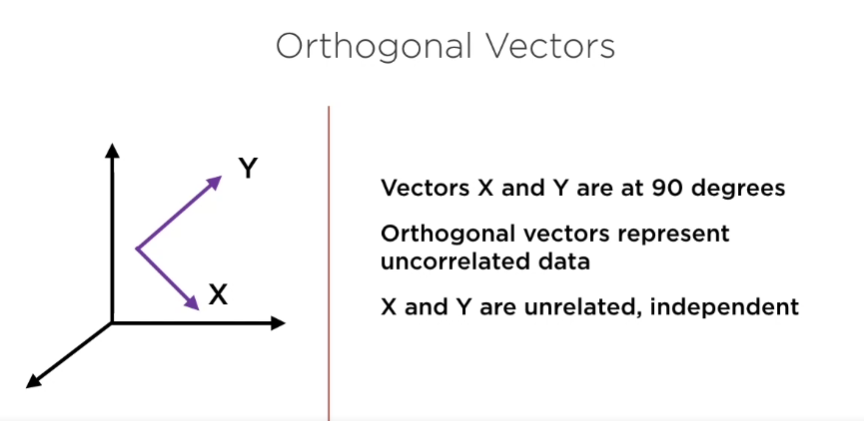 Orthogonal Vectors
Y
X
Vectors X and Y are at 90 degrees
Orthogonal vectors represent
uncorrelated data
X and Y are unrelated, independent